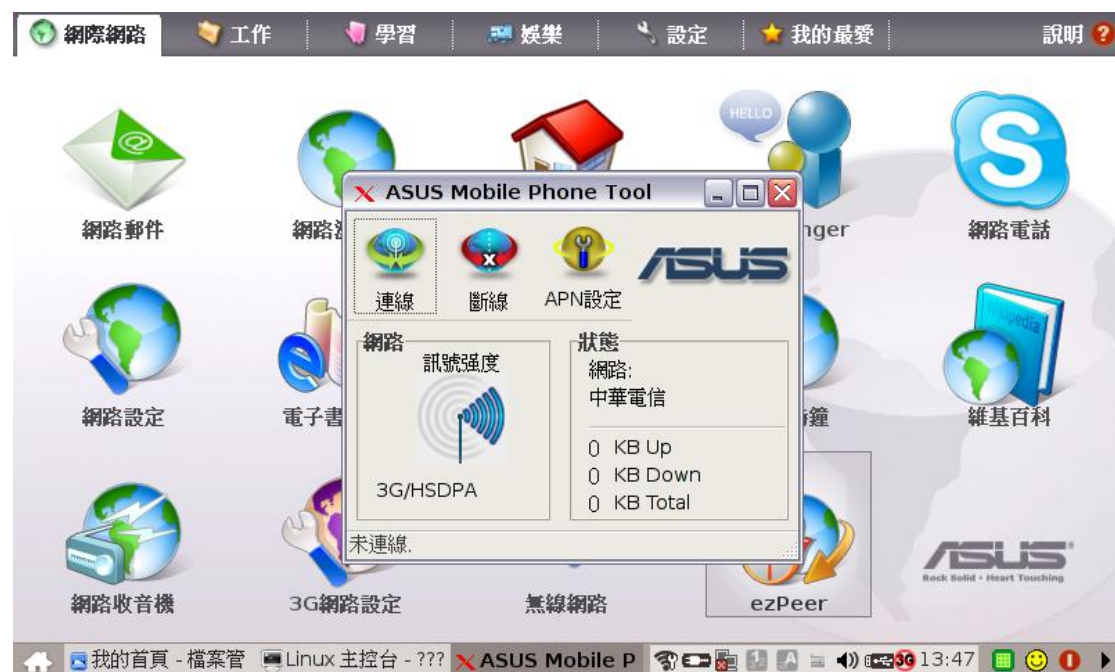 網際網路 工作 學習 娛樂 設定 我的最愛 說明 ?
@
HELLO
S
ASUS Mobile Phone Tool
網路郵件 網路 nger 網路電話
連線 斷線 APN設定 ASUS
網路 狀態
訊號强度 網路:
中華電信
0 KB Up
0 KB Down
3G/HSDPA 0 KB Total
未連線.
wikipedia
網路設定 電子書 鐘 維基百科
ASUS
Rock Solid • Heart Touching
網路收音機 3G網路設定 無線網路 ezPeer
我的首頁 - 檔案管 Linux 主控台 - ??? ASUS Mobile P 3G 13:47